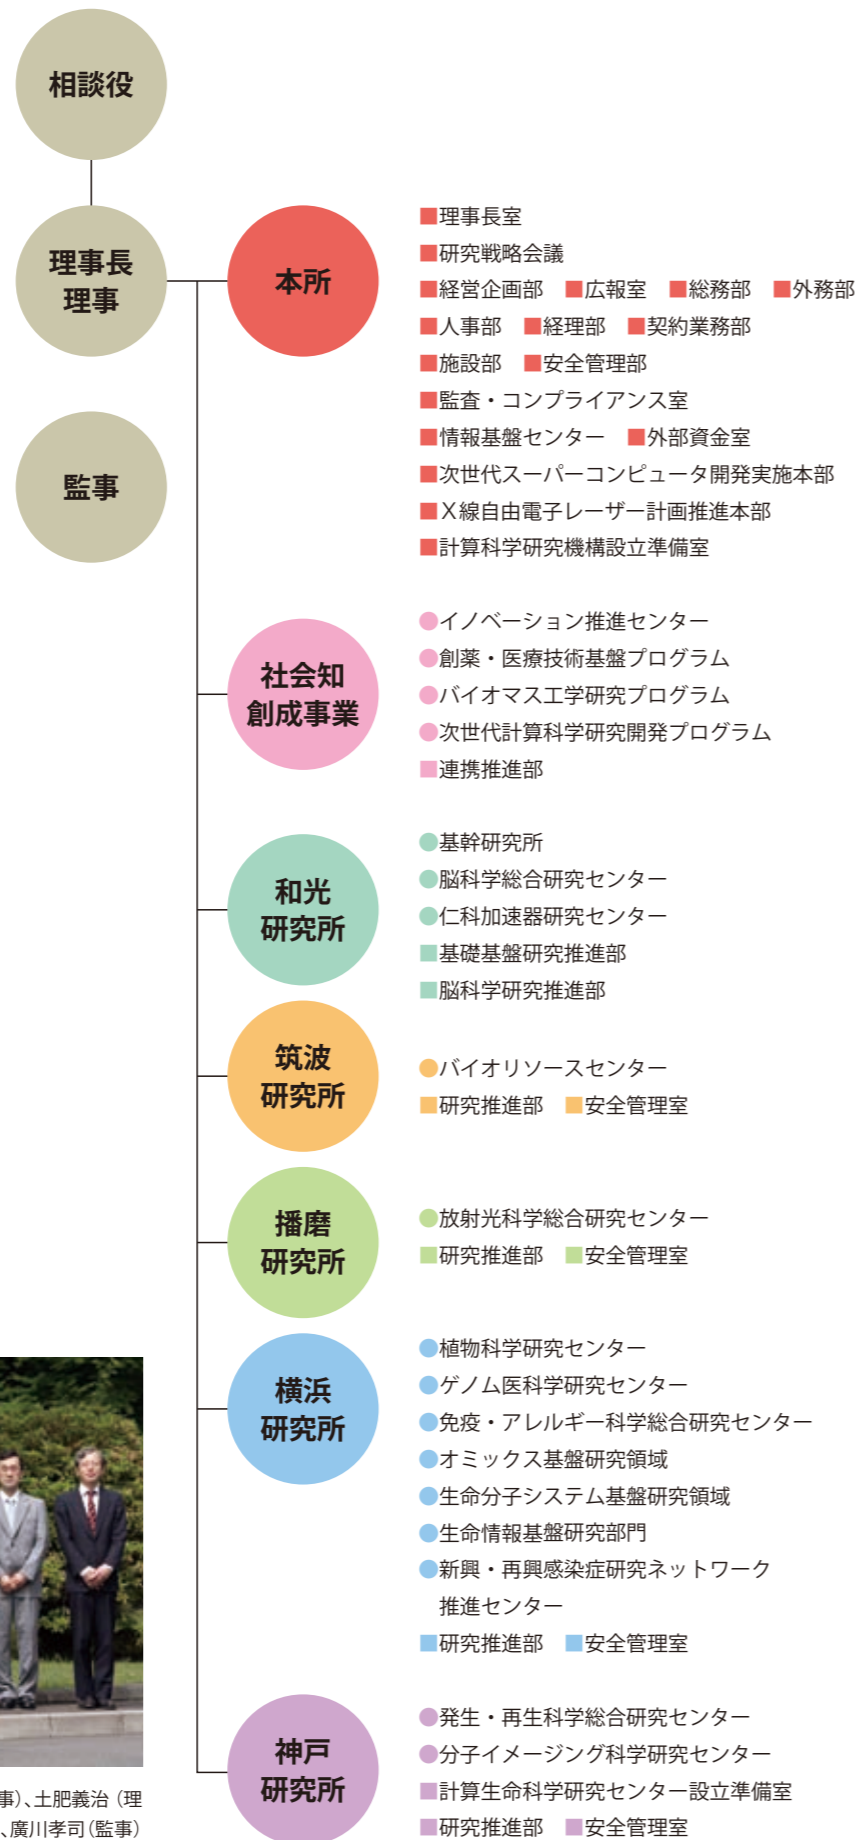 相談役
理事長
理事
監事
本所
■理事長室
■研究戦略会議
■経営企画部 ■広報室 ■総務部 ■外務部
■人事部 ■経理部 ■契約業務部
■施設部 ■安全管理部
■監査・コンプライアンス室
■情報基盤センター ■外部資金室
■次世代スーパーコンピュータ開発実施本部
■X線自由電子レーザー計画推進本部
■計算科学研究機構設立準備室
社会知
創成事業
●イノベーション推進センター
●創薬・医療技術基盤プログラム
●バイオマス工学研究プログラム
●次世代計算科学研究開発プログラム
■連携推進部
和光
研究所
●基幹研究所
●脳科学総合研究センター
●仁科加速器研究センター
■基礎基盤研究推進部
■脳科学研究推進部
筑波
研究所
●バイオリソースセンター
■研究推進部 ■安全管理室
播磨
研究所
●放射光科学総合研究センター
■研究推進部 ■安全管理室
横浜
研究所
●植物科学研究センター
●ゲノム医科学研究センター
●免疫・アレルギー科学総合研究センター
●オミックス基盤研究領域
●生命分子システム基盤研究領域
●生命情報基盤研究部門
●新興・再興感染症研究ネットワーク
推進センター
■研究推進部 ■安全管理室
神戸
研究所
●発生・再生科学総合研究センター
●分子イメージング科学研究センター
■計算生命科学研究センター設立準備室
■研究推進部 ■安全管理室
事)、土肥義治（理
、廣川孝司(監事)